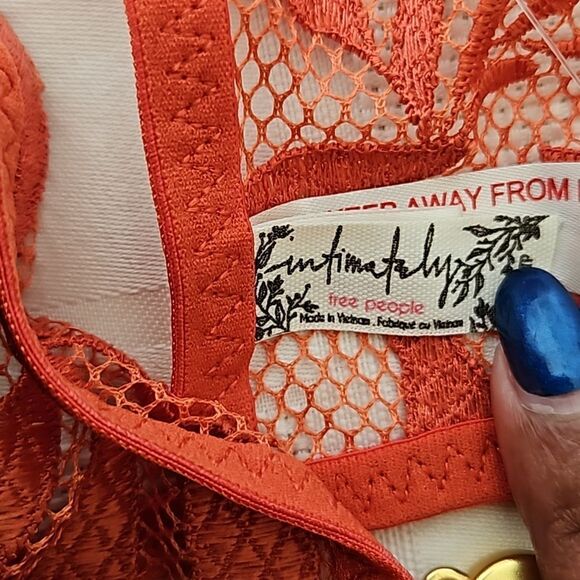 KEEP AWAY FROM
intimately
free people
Made in Vietnam . Fabriqué au Vietnam